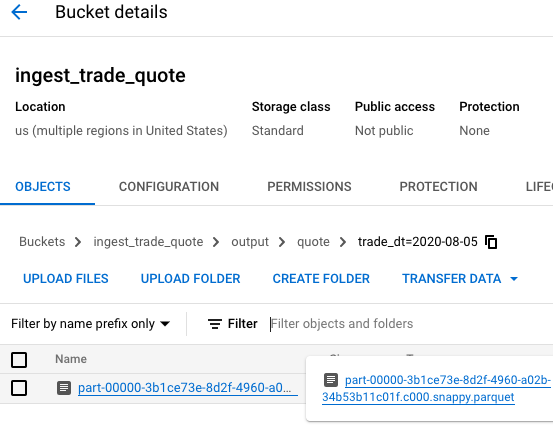 Bucket details
ingest_trade_quote
Location Storage class Public access Protection
us (multiple regions in United States) Standard Not public None
OBJECTS CONFIGURATION PERMISSIONS PROTECTION LIFE
Buckets > ingest_trade_quote > output > quote > trade_dt=2020-08-05
UPLOAD FILES UPLOAD FOLDER CREATE FOLDER TRANSFER DATA
Filter by name prefix only Filter Filter objects and folders
Name
part-00000-3b1ce73e-8d2f-4960-a0...
part-00000-3b1ce73e-8d2f-4960-a02b-
34b53b11c01f.c000.snappy.parquet